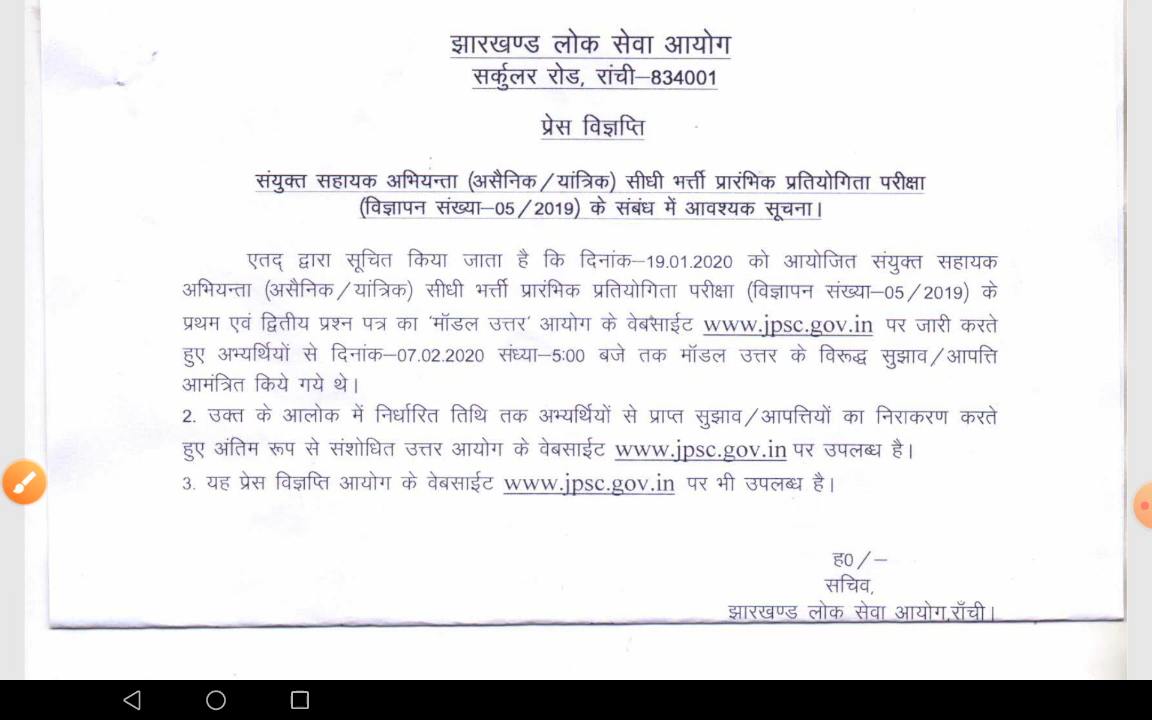 झारखण्ड लोक सेवा आयोग
सर्कुलर रोड, रांची–834001
प्रेस विज्ञप्ति
संयुक्त सहायक अभियन्ता (असैनिक/यांत्रिक) सीधी भर्त्ती प्रारंभिक प्रतियोगिता परीक्षा
(विज्ञापन संख्या–05/2019) के संबंध में आवश्यक सूचना।
एतद् द्वारा सूचित किया जाता है कि दिनांक–19.01.2020 को आयोजित संयुक्त सहायक
अभियन्ता (असैनिक/यांत्रिक) सीधी भर्त्ती प्रारंभिक प्रतियोगिता परीक्षा (विज्ञापन संख्या–05/2019) के
प्रथम एवं द्वितीय प्रश्न पत्र का 'मॉडल उत्तर' आयोग के वेबसाईट www.jpsc.gov.in पर जारी करते
हुए अभ्यर्थियों से दिनांक–07.02.2020 संध्या–5:00 बजे तक मॉडल उत्तर के विरूद्ध सुझाव/आपत्ति
आमंत्रित किये गये थे।
2. उक्त के आलोक में निर्धारित तिथि तक अभ्यर्थियों से प्राप्त सुझाव/आपत्तियों का निराकरण करते
हुए अंतिम रूप से संशोधित उत्तर आयोग के वेबसाईट www.jpsc.gov.in पर उपलब्ध है।
3. यह प्रेस विज्ञप्ति आयोग के वेबसाईट www.jpsc.gov.in पर भी उपलब्ध है।
ह0/–
सचिव,
झारखण्ड लोक सेवा आयोग,राँची।